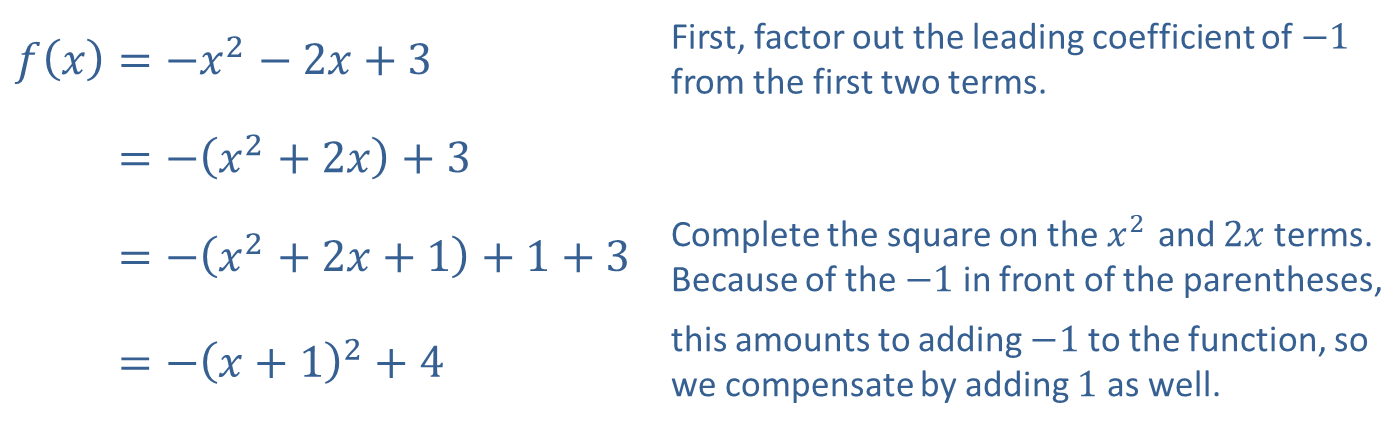 f(x) = −x² − 2x + 3
First, factor out the leading coefficient of −1
from the first two terms.
= −(x² + 2x) + 3
= −(x² + 2x + 1) + 1 + 3
Complete the square on the x² and 2x terms.
Because of the −1 in front of the parentheses,
this amounts to adding −1 to the function, so
we compensate by adding 1 as well.
= −(x + 1)² + 4